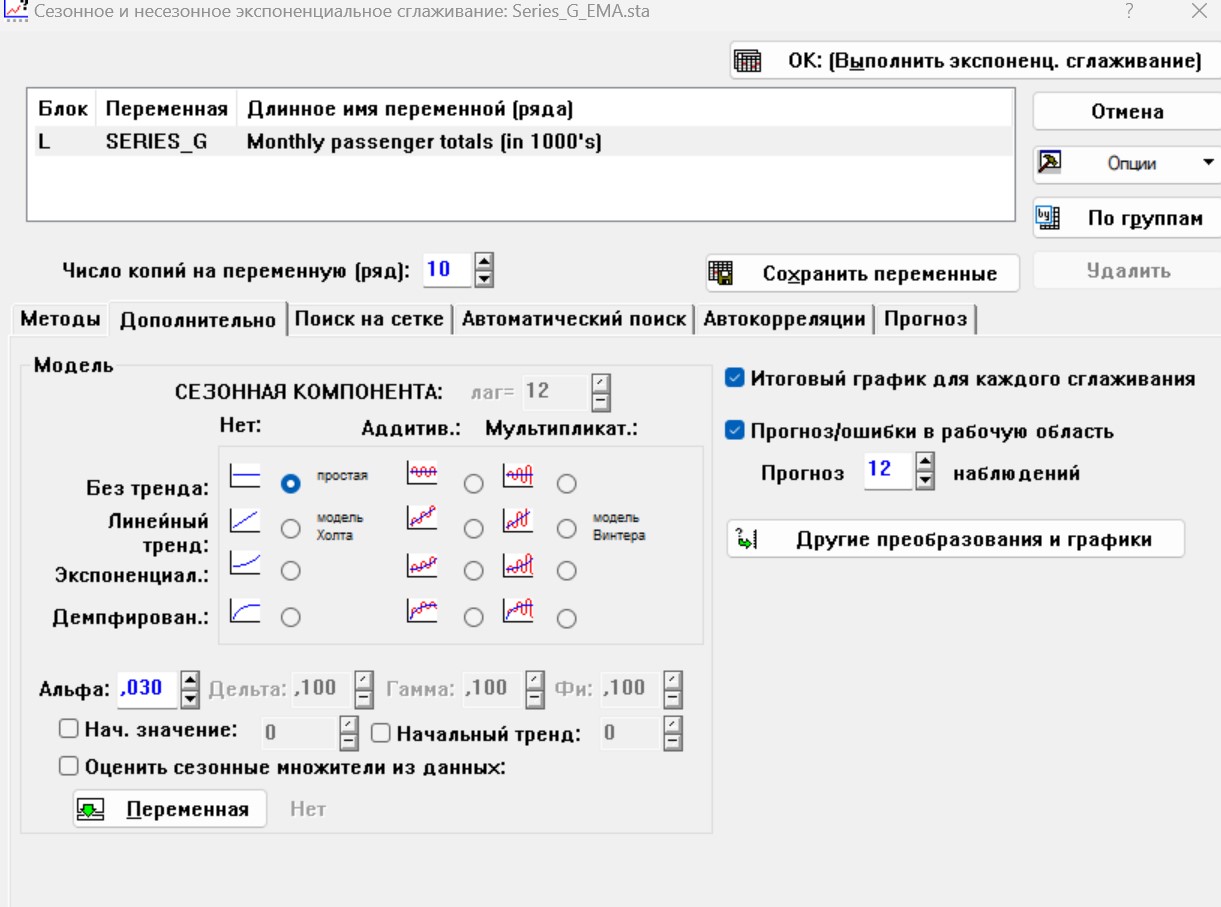 Сезонное и несезонное экспоненциальное сглаживание: Series_G_EMA.sta ?
ОК: (Выполнить экспоненц. сглаживание)
Блок Переменная Длинное имя переменной (ряда)
L SERIES_G Monthly passenger totals (in 1000's)
Отмена
Опции
По группам
Удалить
Число копий на переменную (ряд): 10
Сохранить переменные
Методы Дополнительно Поиск на сетке Автоматический поиск Автокорреляции Прогноз
Модель
СЕЗОННАЯ КОМПОНЕНТА: лаг= 12
Нет: Аддитив.: Мультипликат.:
Без тренда: простая
Линейный тренд: модель Холта модель Винтера
Экспоненциал.:
Демпфирован.:
Альфа: ,030 Дельта: ,100 Гамма: ,100 Фи: ,100
Нач. значение: 0 Начальный тренд: 0
Оценить сезонные множители из данных:
Переменная Нет
Итоговый график для каждого сглаживания
Прогноз/ошибки в рабочую область
Прогноз 12 наблюдений
Другие преобразования и графики